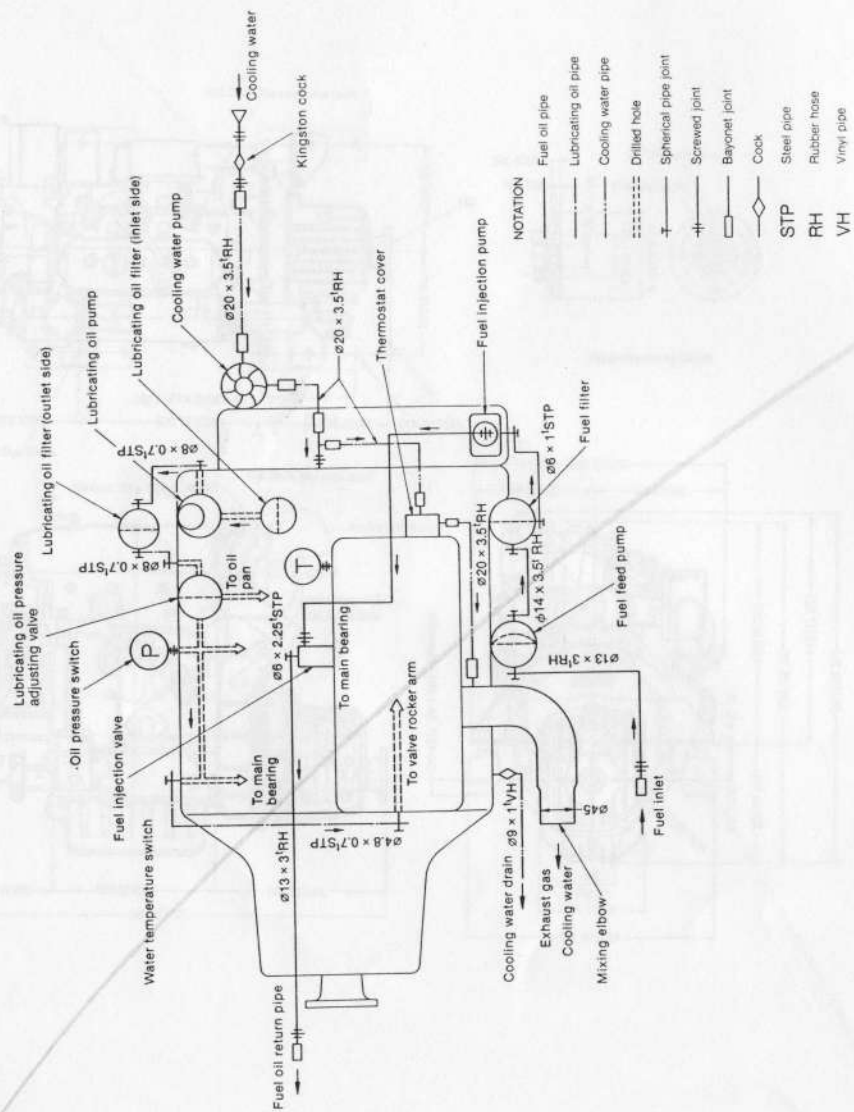 Cooling water
Kingston cock
Ø20 × 3.5ᵗRH
Cooling water pump
Lubricating oil filter (inlet side)
Lubricating oil pump
Lubricating oil filter (outlet side)
Ø8 × 0.7ᵗSTP
Ø8 × 0.7ᵗSTP
Lubricating oil pressure
adjusting valve
To oil
pan
Oil pressure switch
P
T
Fuel injection valve
Water temperature switch
To main
bearing
To main bearing
To valve rocker arm
Ø4.8 × 0.7ᵗSTP
Ø6 × 2.25ᵗSTP
Ø13 × 3ᵗRH
Fuel oil return pipe
Ø20 × 3.5ᵗRH
Thermostat cover
Fuel injection pump
Ø20 × 3.5ᵗRH
Ø6 × 1ᵗSTP
Fuel filter
φ14 × 3.5ᵗ RH
Fuel feed pump
Ø13 × 3ᵗRH
Fuel inlet
Ø45
Ø9 × 1ᵗVH
Cooling water drain
Exhaust gas
Cooling water
Mixing elbow
NOTATION
Fuel oil pipe
Lubricating oil pipe
Cooling water pipe
Drilled hole
Spherical pipe joint
Screwed joint
Bayonet joint
Cock
STP Steel pipe
RH Rubber hose
VH Vinyl pipe